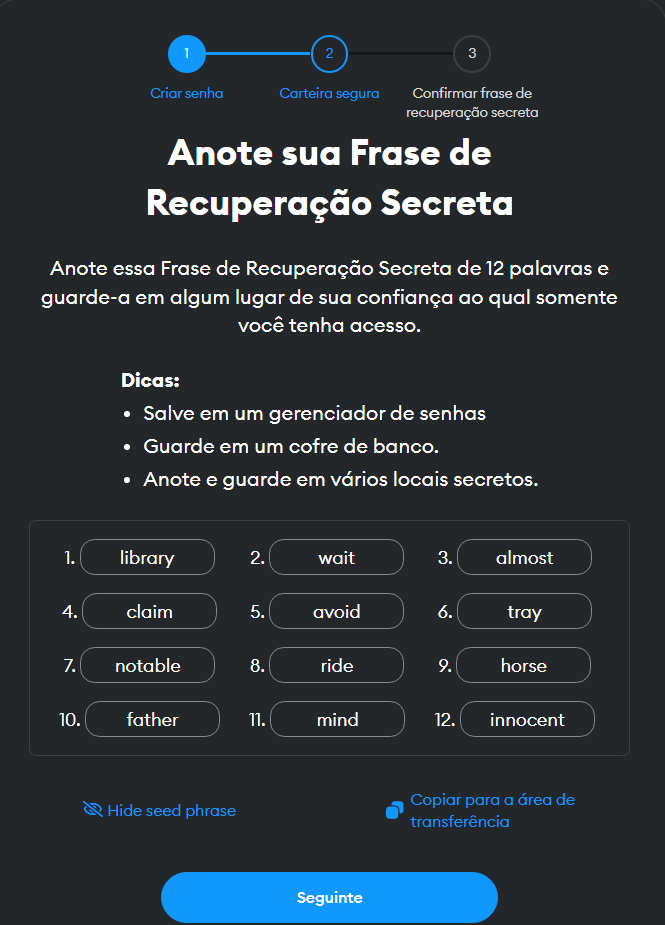 1
2
3
Criar senha
Carteira segura
Confirmar frase de
recuperação secreta
Anote sua Frase de
Recuperação Secreta
Anote essa Frase de Recuperação Secreta de 12 palavras e
guarde-a em algum lugar de sua confiança ao qual somente
você tenha acesso.
Dicas:
• Salve em um gerenciador de senhas
• Guarde em um cofre de banco.
• Anote e guarde em vários locais secretos.
1. library 2. wait 3. almost
4. claim 5. avoid 6. tray
7. notable 8. ride 9. horse
10. father 11. mind 12. innocent
Hide seed phrase
Copiar para a área de
transferência
Seguinte